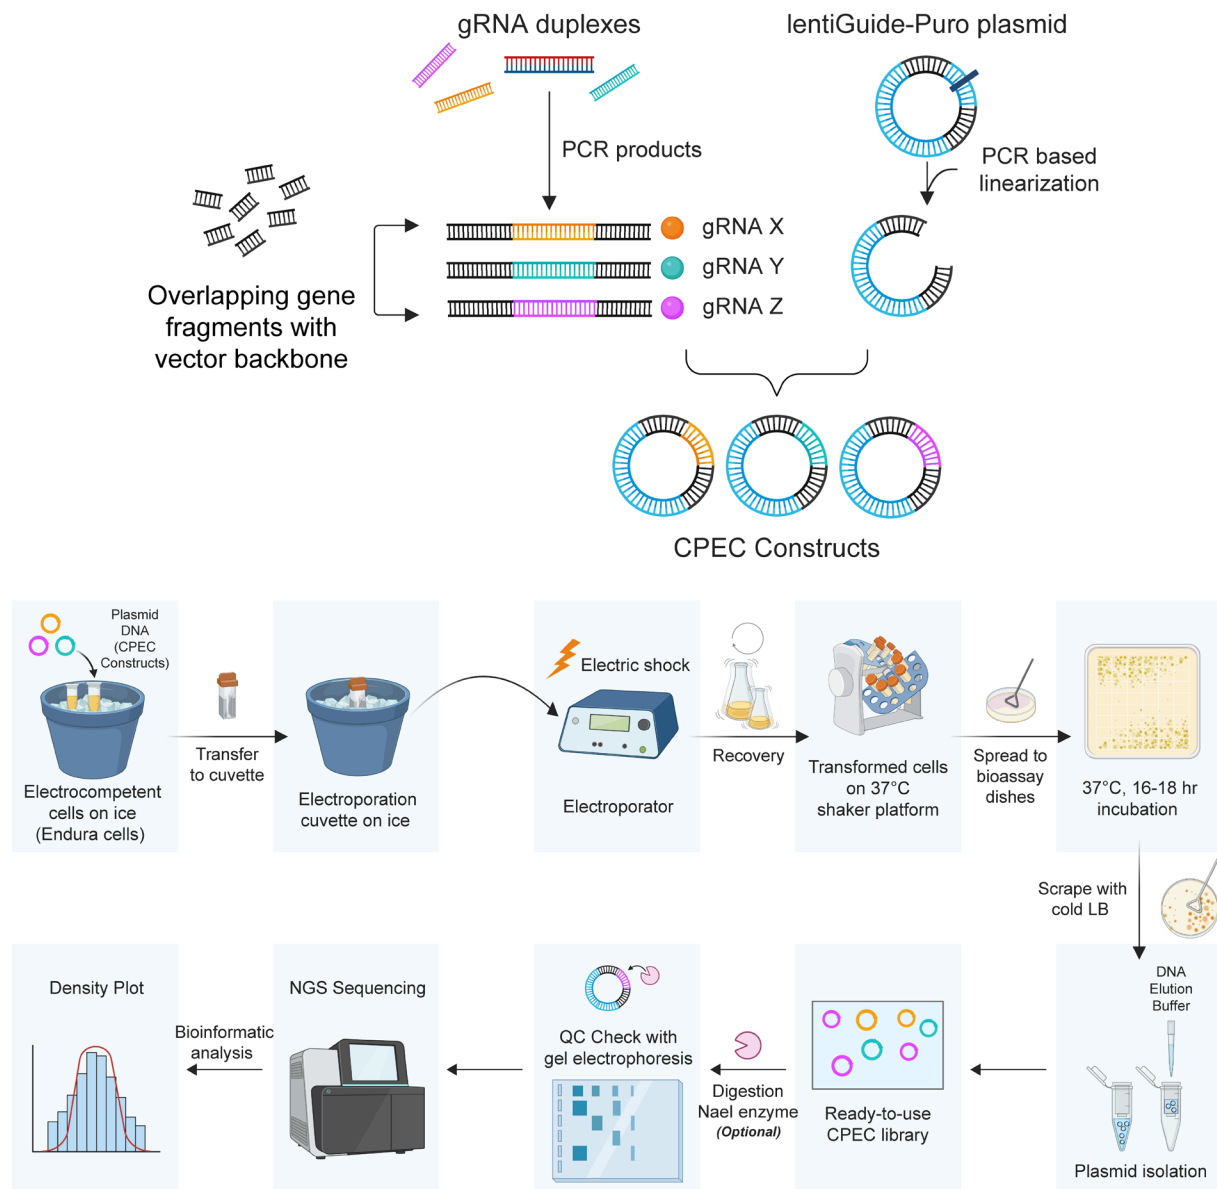 gRNA duplexes
lentiGuide-Puro plasmid
PCR products
PCR based
linearization
gRNA X
gRNA Y
gRNA Z
Overlapping gene
fragments with
vector backbone
CPEC Constructs
Plasmid
DNA
(CPEC
Constructs)
Electrocompetent
cells on ice
(Endura cells)
Transfer
to cuvette
Electroporation
cuvette on ice
Electric shock
Electroporator
Recovery
Transformed cells
on 37°C
shaker platform
Spread to
bioassay
dishes
37°C, 16-18 hr
incubation
Scrape with
cold LB
DNA
Elution
Buffer
Plasmid isolation
Ready-to-use
CPEC library
Digestion
NaeI enzyme
(Optional)
QC Check with
gel electrophoresis
NGS Sequencing
Bioinformatic
analysis
Density Plot